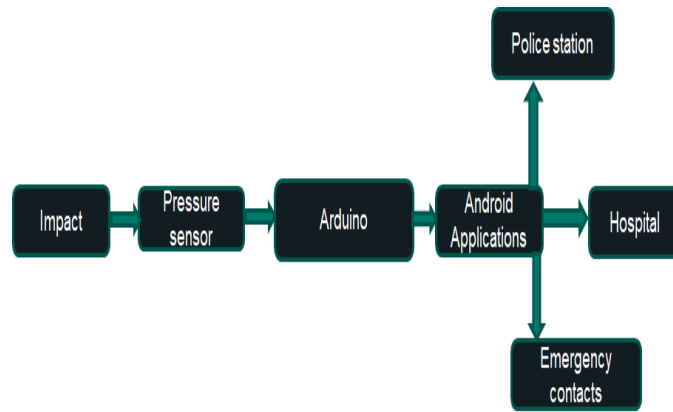 Police station
Impact
Pressure
sensor
Arduino
Android
Applications
Hospital
Emergency
contacts